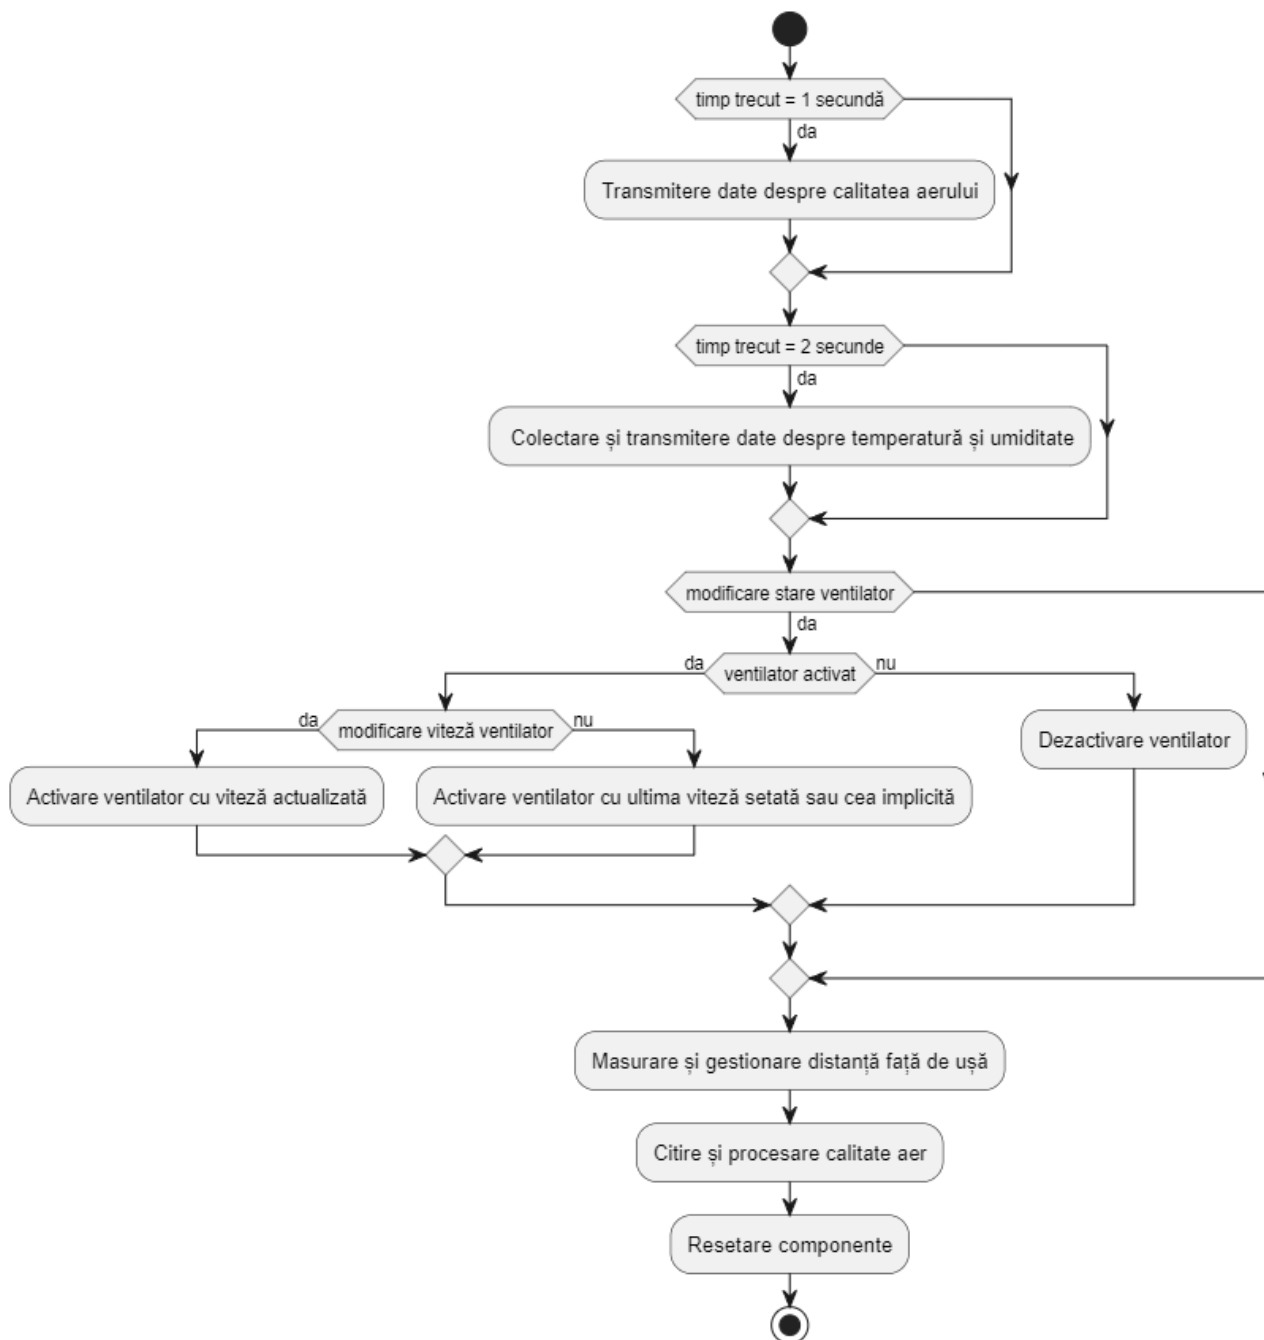 timp trecut = 1 secundă
da
Transmitere date despre calitatea aerului
timp trecut = 2 secunde
da
Colectare și transmitere date despre temperatură și umiditate
modificare stare ventilator
da
da
ventilator activat
nu
da
modificare viteză ventilator
nu
Dezactivare ventilator
Activare ventilator cu viteză actualizată
Activare ventilator cu ultima viteză setată sau cea implicită
Masurare și gestionare distanță față de ușă
Citire și procesare calitate aer
Resetare componente